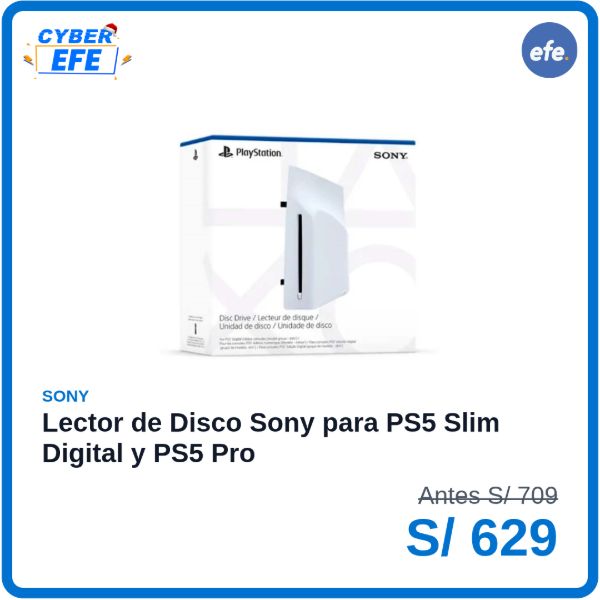 CYBER
EFE
efe.
PlayStation.
SONY
Disc Drive / Lecteur de disque /
Unidad de disco / Unidade de disco
SONY
Lector de Disco Sony para PS5 Slim
Digital y PS5 Pro
Antes S/ 709
S/ 629